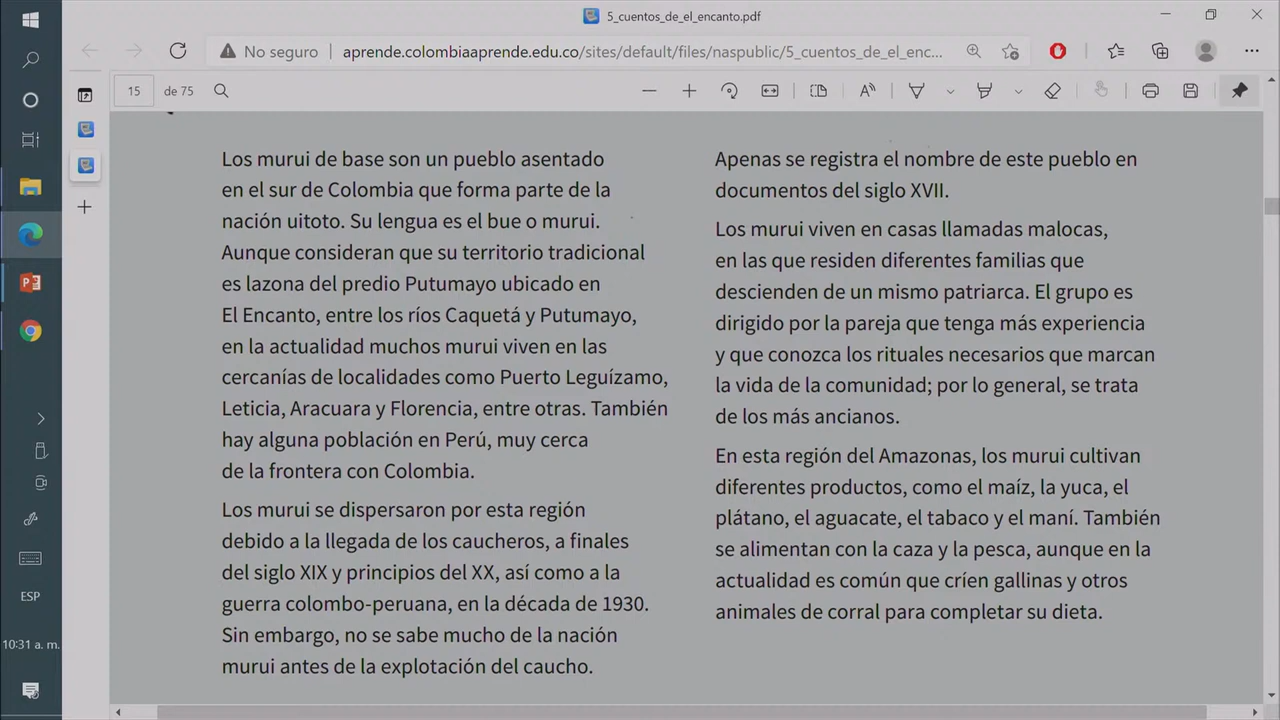 5_cuentos_de_el_encanto.pdf
No seguro
aprende.colombiaaprende.edu.co/sites/default/files/naspublic/5_cuentos_de_el_enc...
15 de 75
Los murui de base son un pueblo asentado
en el sur de Colombia que forma parte de la
nación uitoto. Su lengua es el bue o murui.
Aunque consideran que su territorio tradicional
es lazona del predio Putumayo ubicado en
El Encanto, entre los ríos Caquetá y Putumayo,
en la actualidad muchos murui viven en las
cercanías de localidades como Puerto Leguízamo,
Leticia, Aracuara y Florencia, entre otras. También
hay alguna población en Perú, muy cerca
de la frontera con Colombia.
Los murui se dispersaron por esta región
debido a la llegada de los caucheros, a finales
del siglo XIX y principios del XX, así como a la
guerra colombo-peruana, en la década de 1930.
Sin embargo, no se sabe mucho de la nación
murui antes de la explotación del caucho.
Apenas se registra el nombre de este pueblo en
documentos del siglo XVII.
Los murui viven en casas llamadas malocas,
en las que residen diferentes familias que
descienden de un mismo patriarca. El grupo es
dirigido por la pareja que tenga más experiencia
y que conozca los rituales necesarios que marcan
la vida de la comunidad; por lo general, se trata
de los más ancianos.
En esta región del Amazonas, los murui cultivan
diferentes productos, como el maíz, la yuca, el
plátano, el aguacate, el tabaco y el maní. También
se alimentan con la caza y la pesca, aunque en la
actualidad es común que críen gallinas y otros
animales de corral para completar su dieta.
ESP
10:31 a. m.